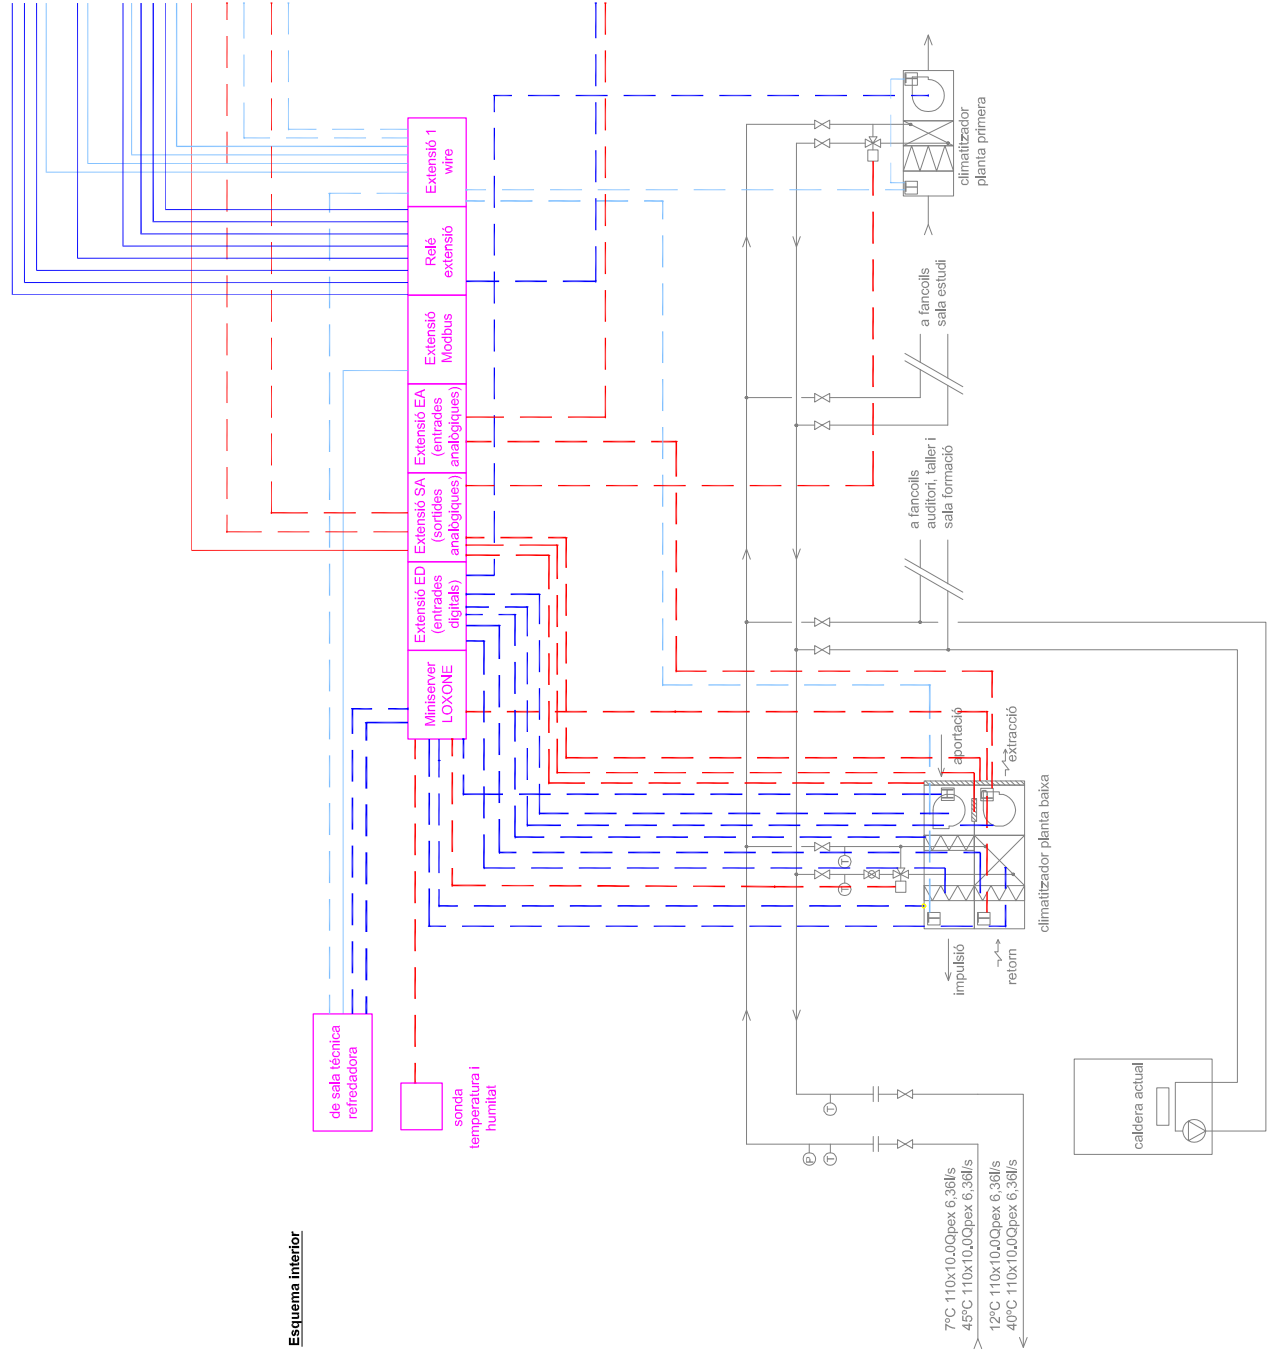 Esquema interior
de sala técnica
refredadora
sonda
temperatura i
humitat
Miniserver
LOXONE
Extensió ED
(entrades
digitals)
Extensió SA
(sortides
analògiques)
Extensió EA
(entrades
analògiques)
Extensió
Modbus
Relé
extensió
Extensió 1
wire
climatitzador
planta primera
a fancoils
sala estudi
a fancoils
auditori, taller i
sala formació
aportació
extracció
climatitzador planta baixa
impulsió
retorn
T
T
T
P
T
caldera actual
7ºC 110x10.0Qpex 6,36l/s
45ºC 110x10.0Qpex 6,36l/s
12ºC 110x10.0Qpex 6,36l/s
40ºC 110x10.0Qpex 6,36l/s